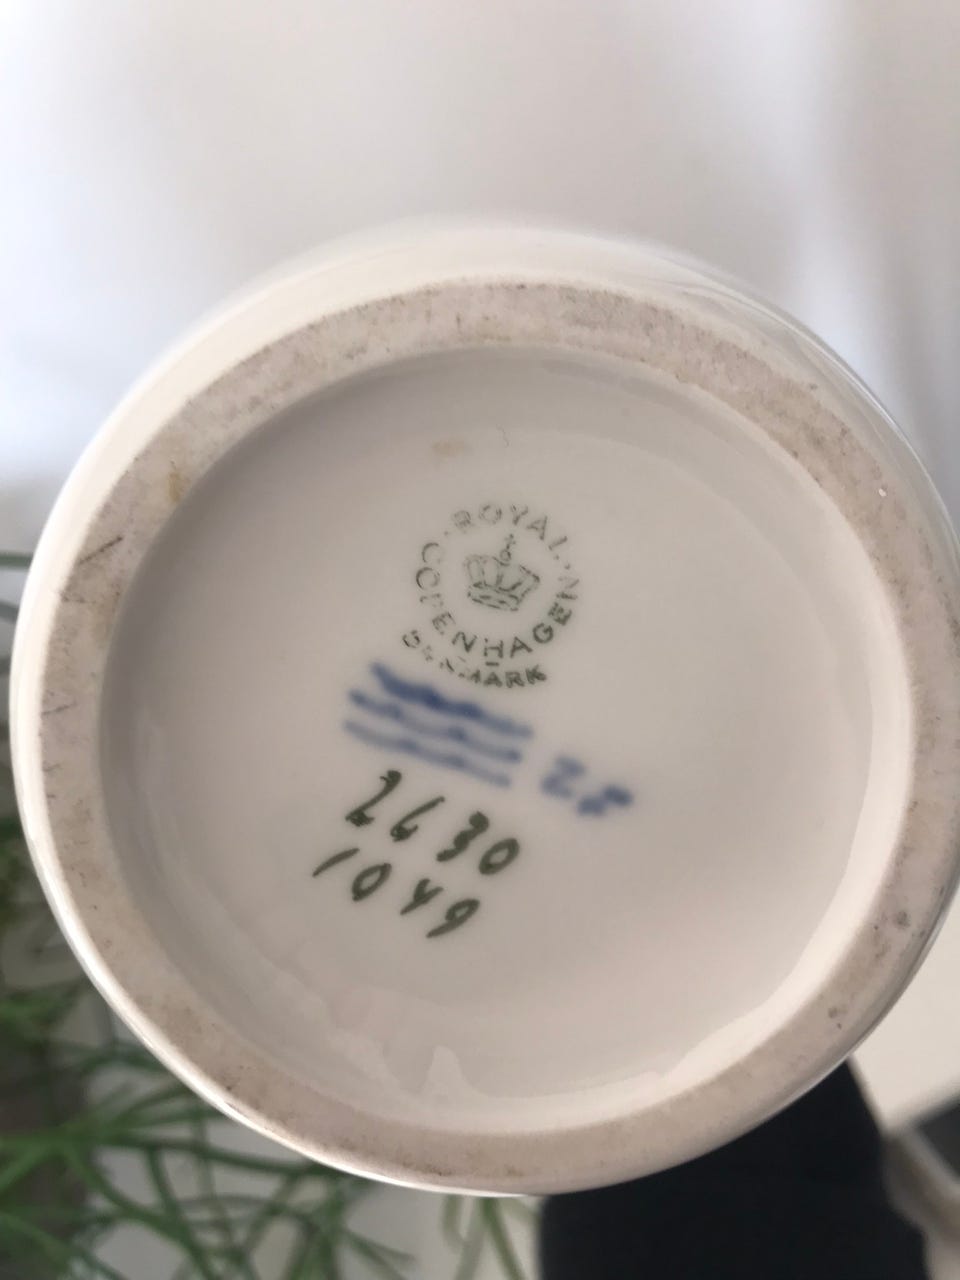 ROYAL
COPENHAGEN
DENMARK
2630
1049